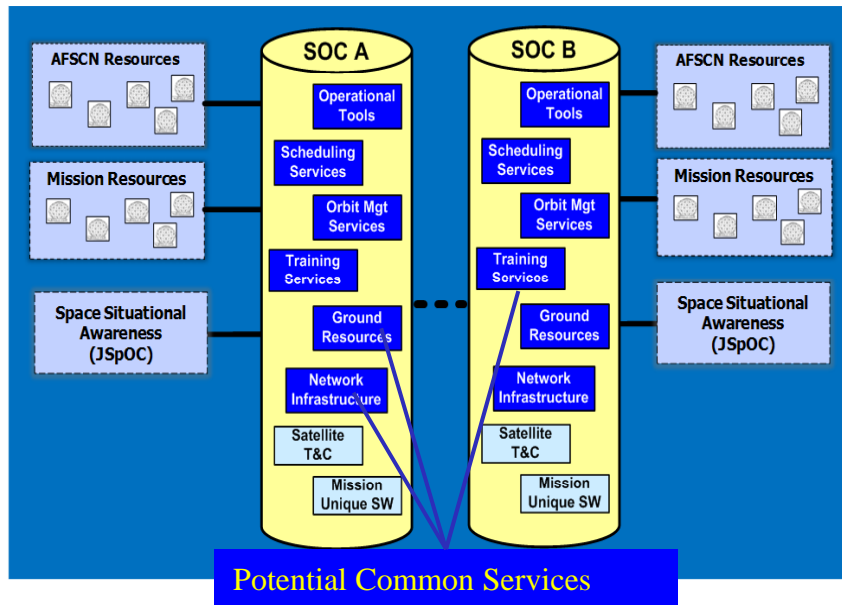 SOC A
SOC B
AFSCN Resources
Mission Resources
Space Situational
Awareness
(JSpOC)
Operational
Tools
Scheduling
Services
Orbit Mgt
Services
Training
Services
Ground
Resources
Network
Infrastructure
Satellite
T&C
Mission
Unique SW
Operational
Tools
Scheduling
Services
Orbit Mgt
Services
Training
Services
Ground
Resources
Network
Infrastructure
Satellite
T&C
Mission
Unique SW
AFSCN Resources
Mission Resources
Space Situational
Awareness
(JSpOC)
Potential Common Services